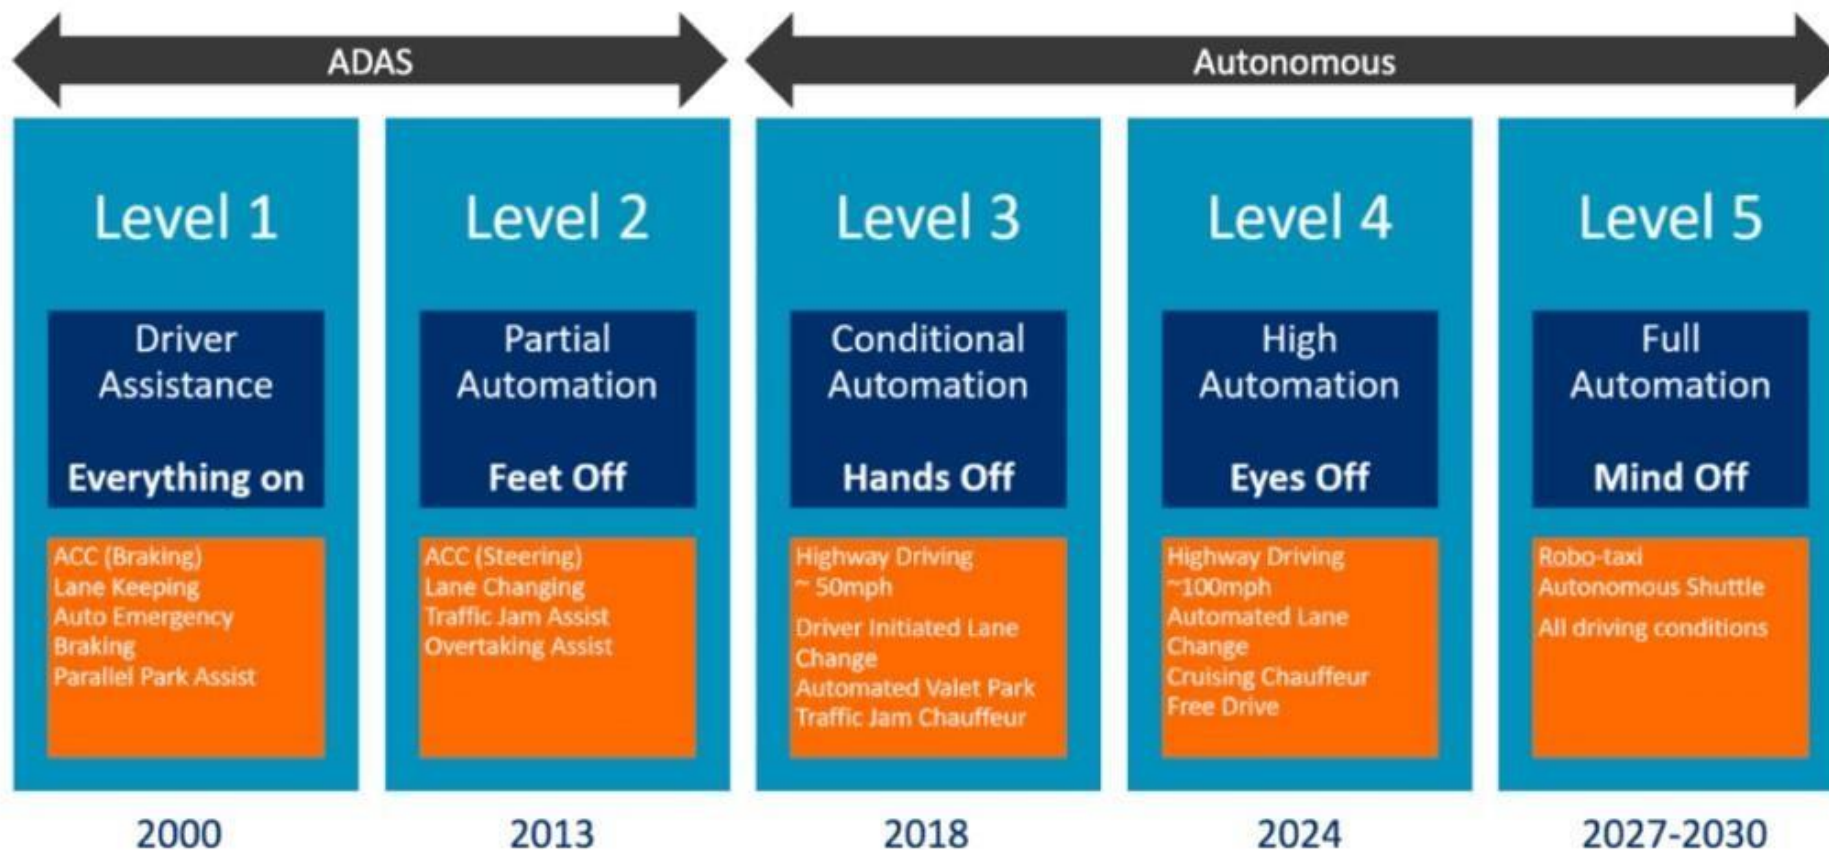 ADAS
Autonomous
Level 1
Driver
Assistance
Everything on
ACC (Braking)
Lane Keeping
Auto Emergency
Braking
Parallel Park Assist
2000
Level 2
Partial
Automation
Feet Off
ACC (Steering)
Lane Changing
Traffic Jam Assist
Overtaking Assist
2013
Level 3
Conditional
Automation
Hands Off
Highway Driving
~ 50mph
Driver Initiated Lane
Change
Automated Valet Park
Traffic Jam Chauffeur
2018
Level 4
High
Automation
Eyes Off
Highway Driving
~100mph
Automated Lane
Change
Cruising Chauffeur
Free Drive
2024
Level 5
Full
Automation
Mind Off
Robo-taxi
Autonomous Shuttle
All driving conditions
2027-2030